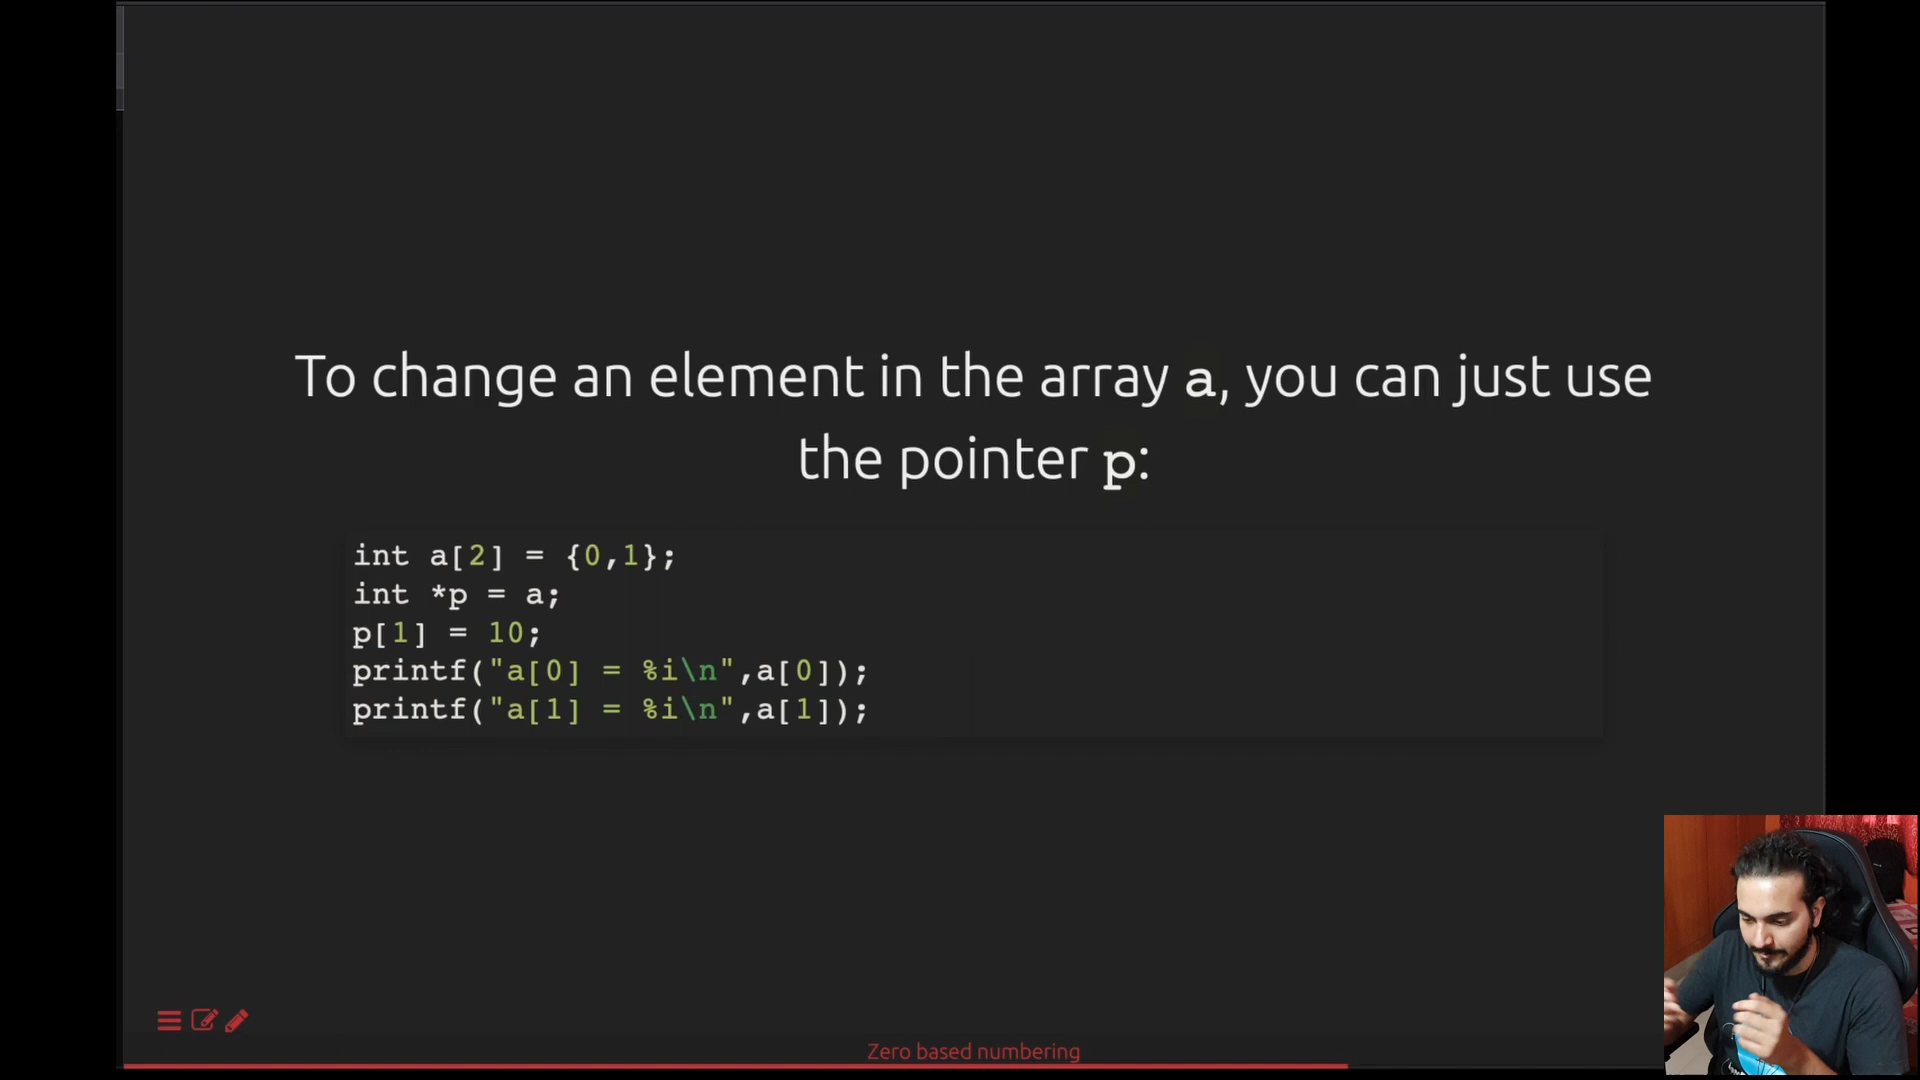 To change an element in the array a, you can just use
the pointer p:
int a[2] = {0,1};
int *p = a;
p[1] = 10;
printf("a[0] = %i\n",a[0]);
printf("a[1] = %i\n",a[1]);
Zero based numbering